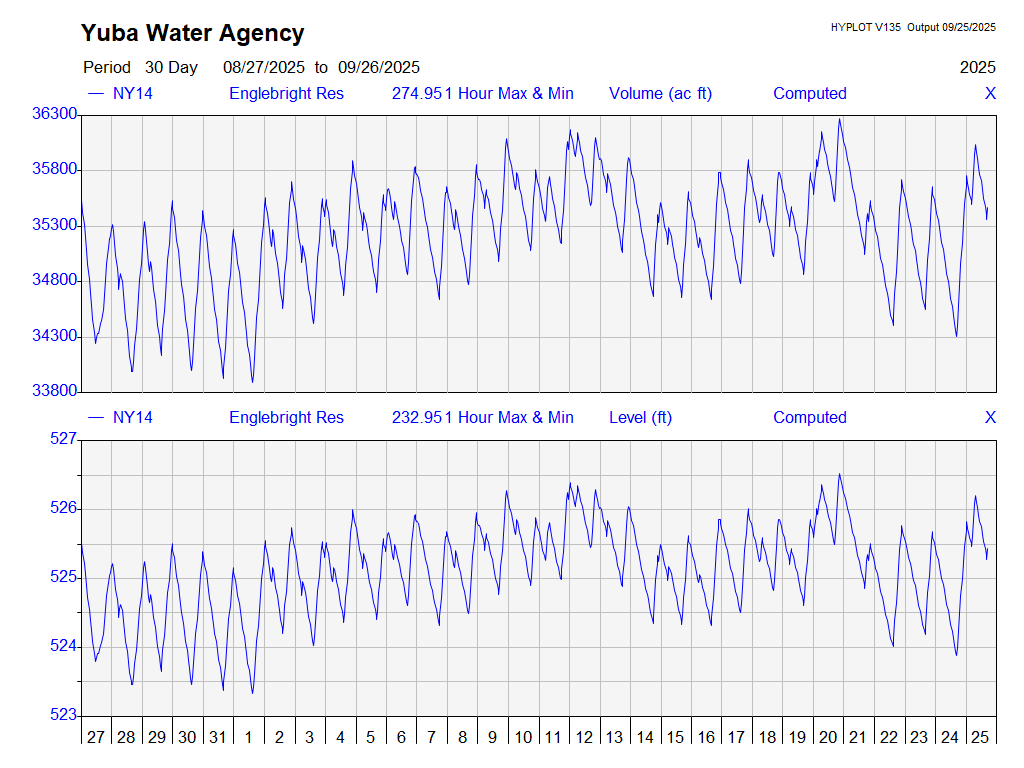 Yuba Water Agency
HYPLOT V135 Output 09/25/2025
Period 30 Day 08/27/2025 to 09/26/2025 2025
NY14 Englebright Res 274.951 Hour Max & Min Volume (ac ft) Computed X
36300
35800
35300
34800
34300
33800
NY14 Englebright Res 232.951 Hour Max & Min Level (ft) Computed X
527
526
525
524
523
27 28 29 30 31 1 2 3 4 5 6 7 8 9 10 11 12 13 14 15 16 17 18 19 20 21 22 23 24 25